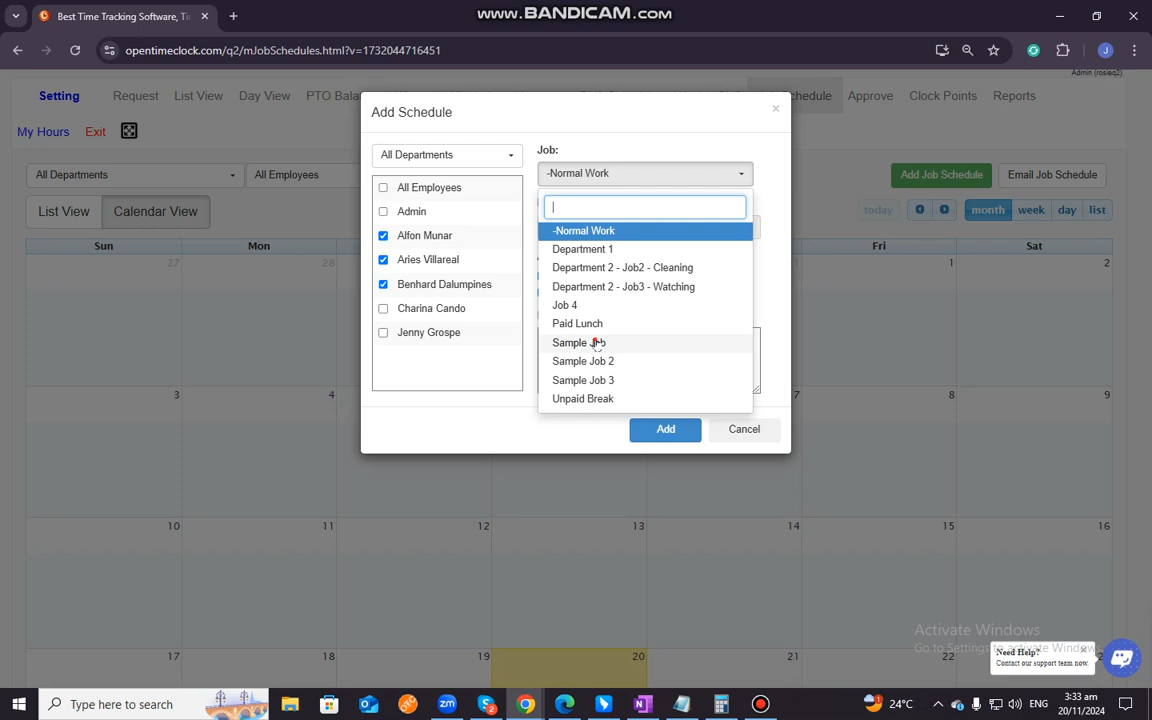 www.BANDICAM.com
Best Time Tracking Software, Ti
opentimeclock.com/q2/mJobSchedules.html?v=1732044716451
J
Admin (rosleq2)
Setting Request List View Day View PTO Bala chedule Approve Clock Points Reports
My Hours Exit
All Departments All Employees Add Job Schedule Email Job Schedule
List View Calendar View today month week day list
Sun Mon Fri Sat
27 28 1 2
3 4 7 8 9
10 11 12 13 14 15 16
17 18 19 20 21 22
Add Schedule ×
All Departments
All Employees
Admin
Alfon Munar
Aries Villareal
Benhard Dalumpines
Charina Cando
Jenny Grospe
Job:
-Normal Work
-Normal Work
Department 1
Department 2 - Job2 - Cleaning
Department 2 - Job3 - Watching
Job 4
Paid Lunch
Sample Job
Sample Job 2
Sample Job 3
Unpaid Break
Add Cancel
Activate Windows
Go to Settings to activate Windows.
Need Help?
Contact our support team now.
Type here to search
24°C ENG
3:33 am
20/11/2024